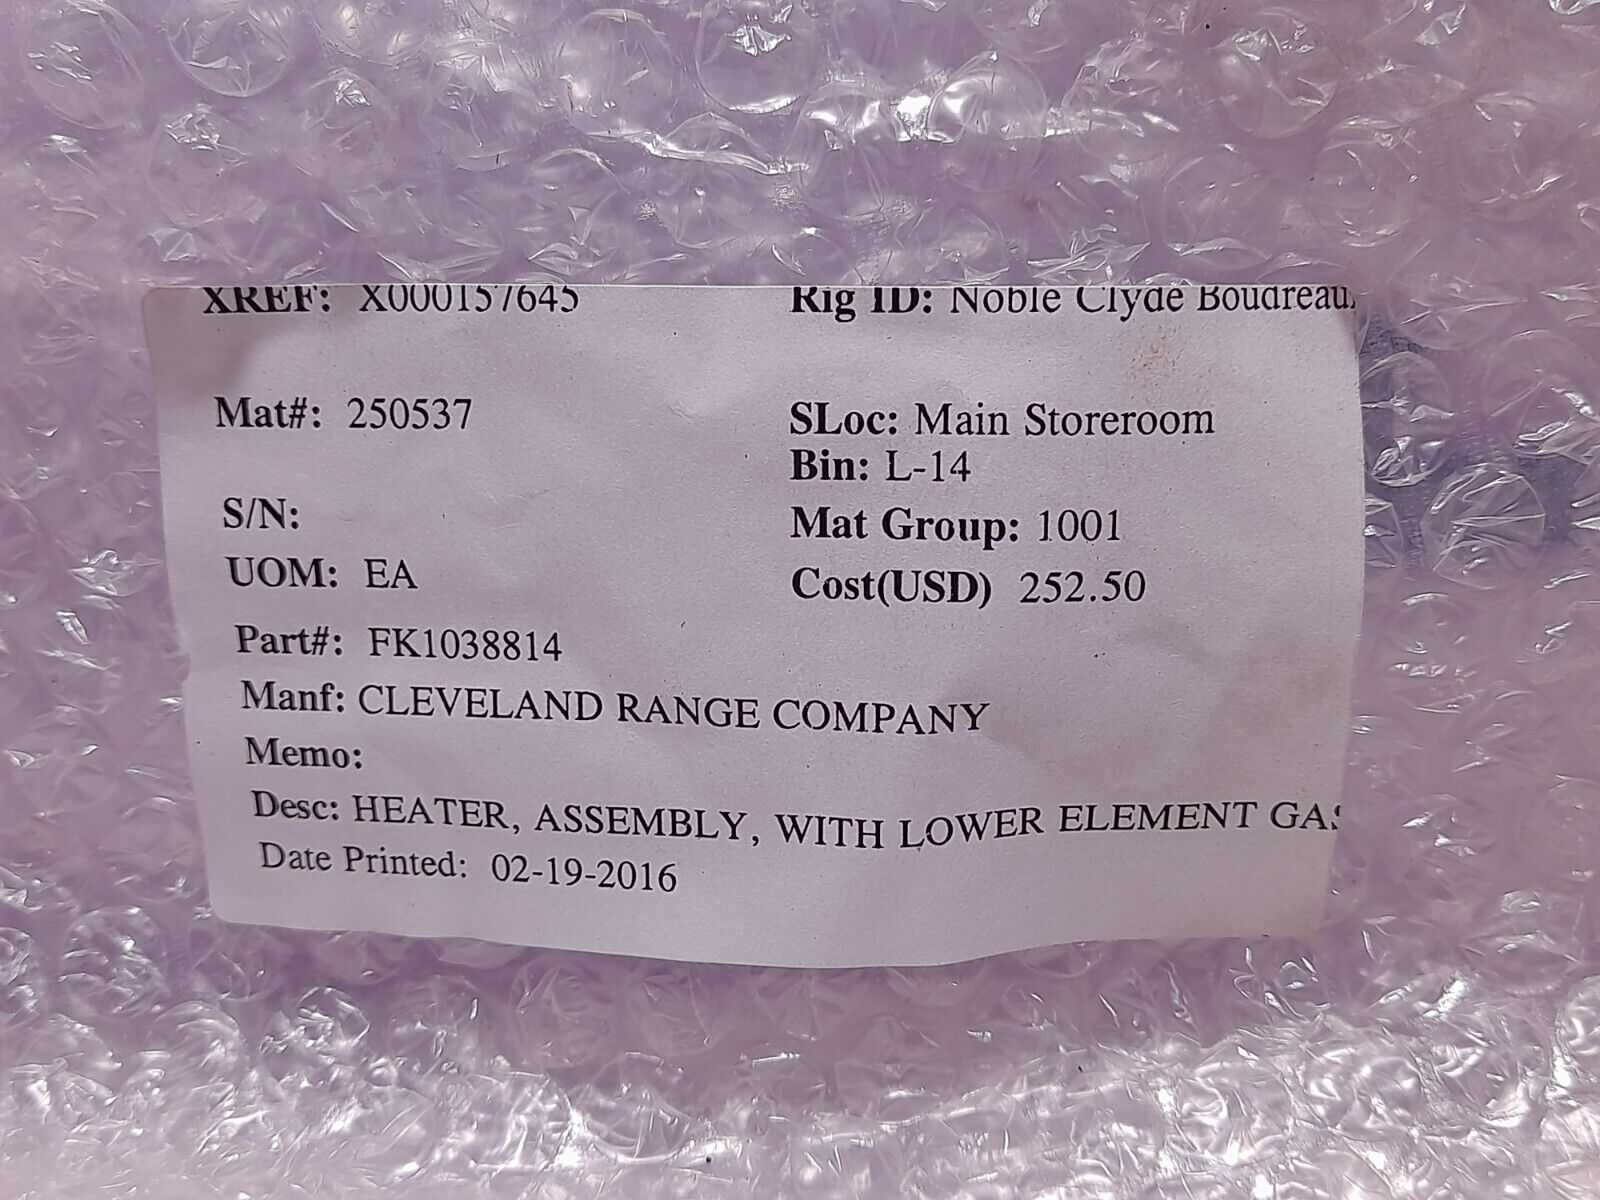 XREF: X000157645 Rig ID: Noble Clyde Boudreau
Mat#: 250537 SLoc: Main Storeroom
Bin: L-14
S/N: Mat Group: 1001
UOM: EA Cost(USD) 252.50
Part#: FK1038814
Manf: CLEVELAND RANGE COMPANY
Memo:
Desc: HEATER, ASSEMBLY, WITH LOWER ELEMENT GAS
Date Printed: 02-19-2016